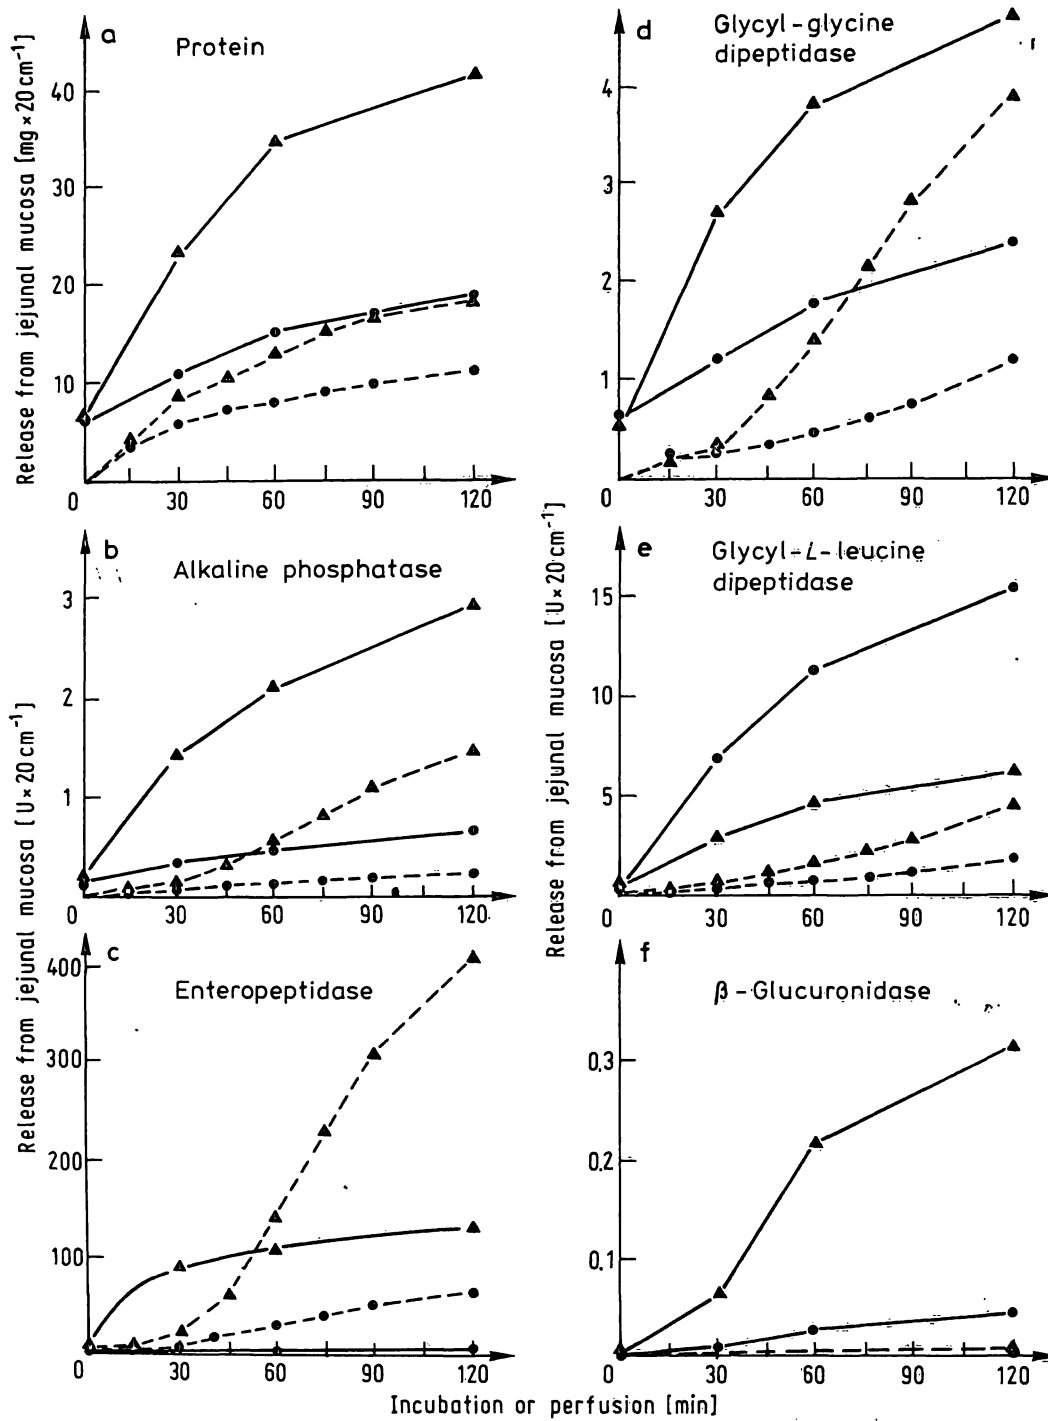 a
Protein
Release from jejunal mucosa [mg × 20 cm⁻¹]
40
30
20
10
0 30 60 90 120
b
Alkaline phosphatase
Release from jejunal mucosa [U × 20 cm⁻¹]
3
2
1
0 30 60 90 120
c
Enteropeptidase
400
300
200
100
0 30 60 90 120
d
Glycyl-glycine
dipeptidase
Release from jejunal mucosa [U × 20 cm⁻¹]
4
3
2
1
0 30 60 90 120
e
Glycyl-L-leucine
dipeptidase
15
10
5
0 30 60 90 120
f
β-Glucuronidase
0,3
0,2
0,1
0 30 60 90 120
Incubation or perfusion [min]